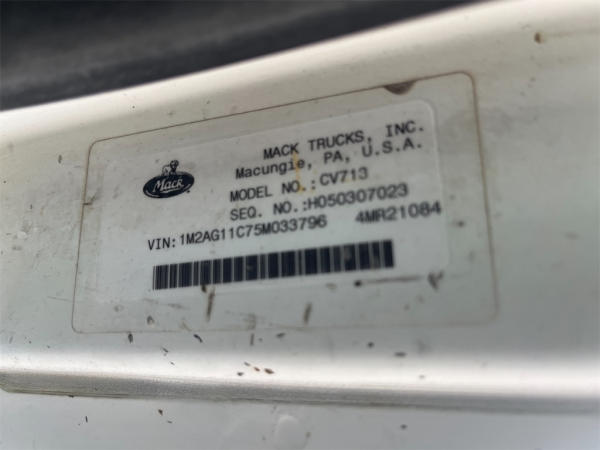 Mack
MACK TRUCKS, INC.
Macungie, PA, U.S.A.
MODEL NO.:CV713
SEQ. NO.:H050307023
VIN:1M2AG11C75M033796 4MR21084